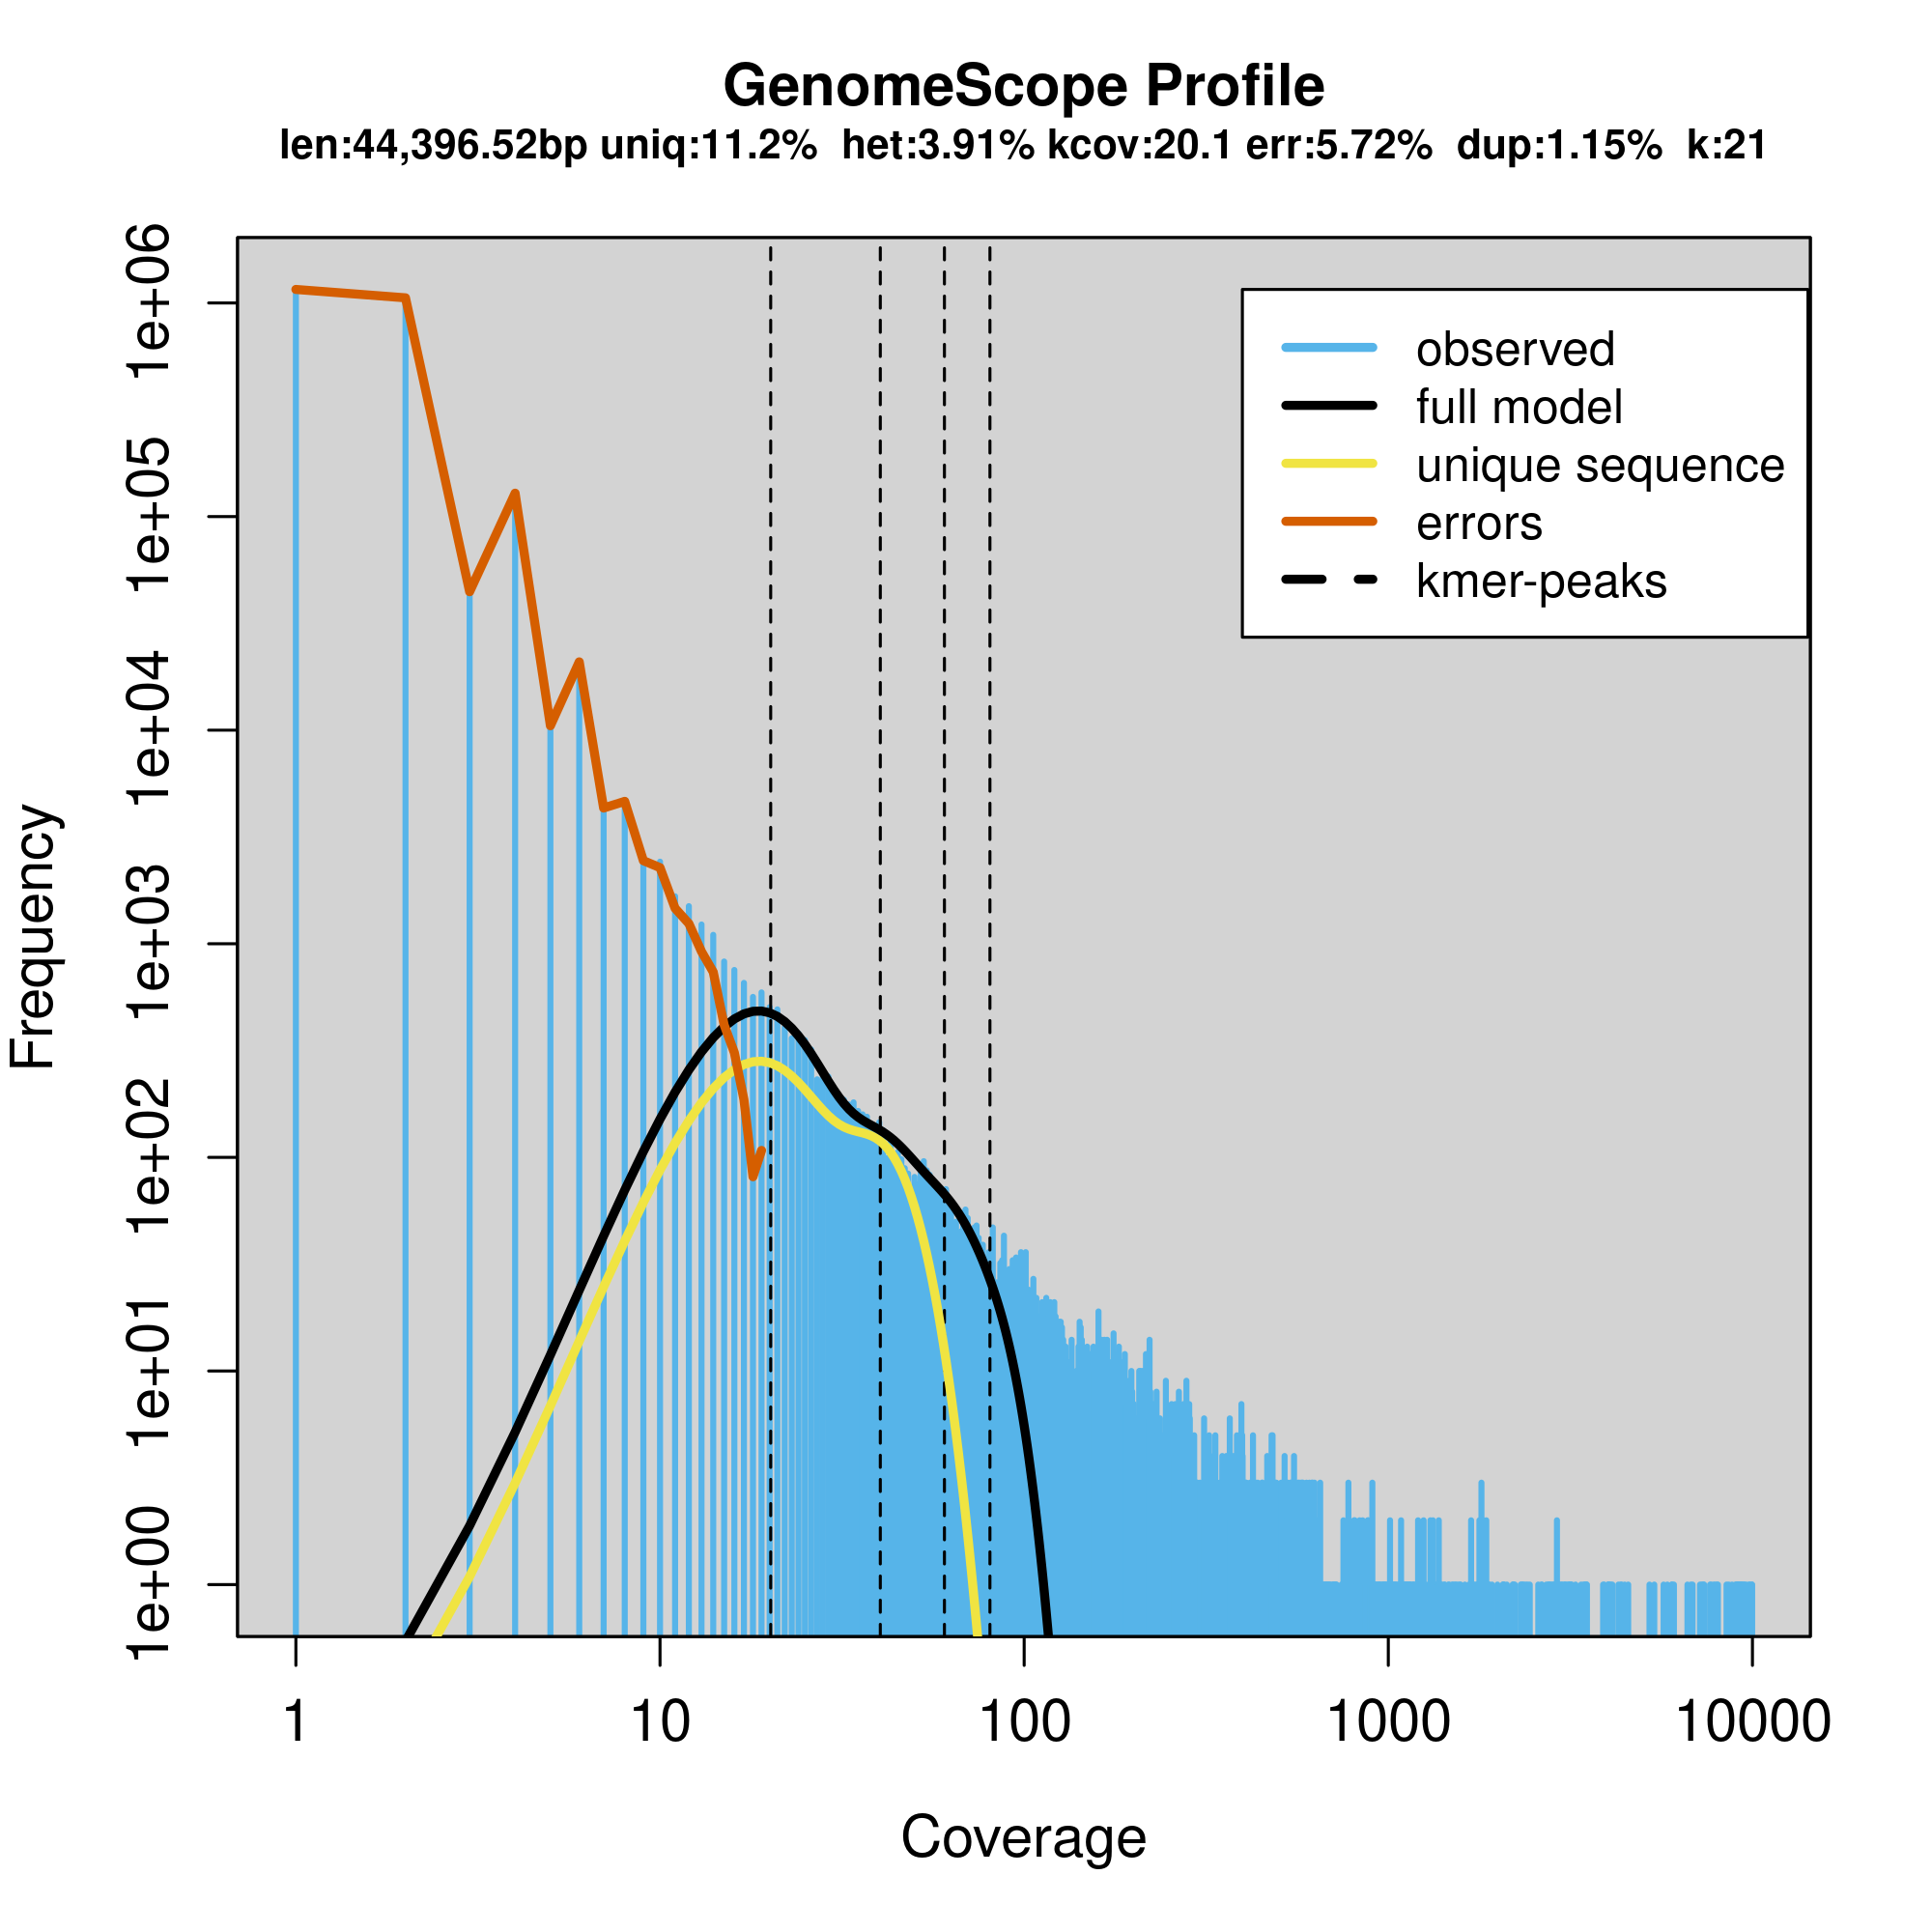 GenomeScope Profile
len:44,396.52bp uniq:11.2% het:3.91% kcov:20.1 err:5.72% dup:1.15% k:21
observed
full model
unique sequence
errors
kmer-peaks
Frequency
1e+06
1e+05
1e+04
1e+03
1e+02
1e+01
1e+00
1 10 100 1000 10000
Coverage